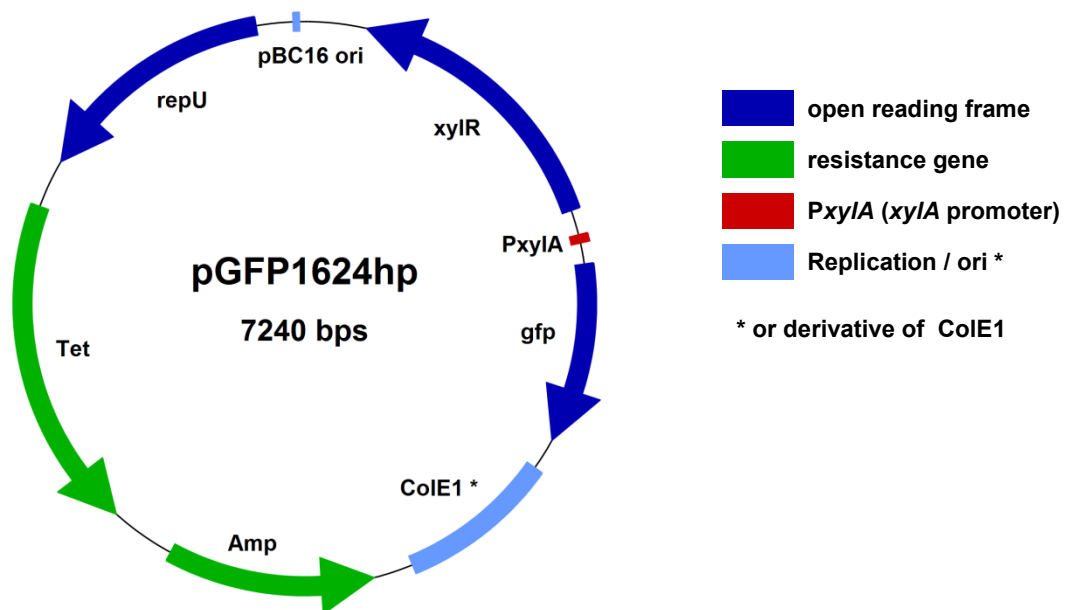 pBC16 ori
repU
xylR
PxylA
pGFP1624hp
7240 bps
gfp
Tet
ColE1 *
Amp
open reading frame
resistance gene
PxylA (xylA promoter)
Replication / ori *
* or derivative of ColE1